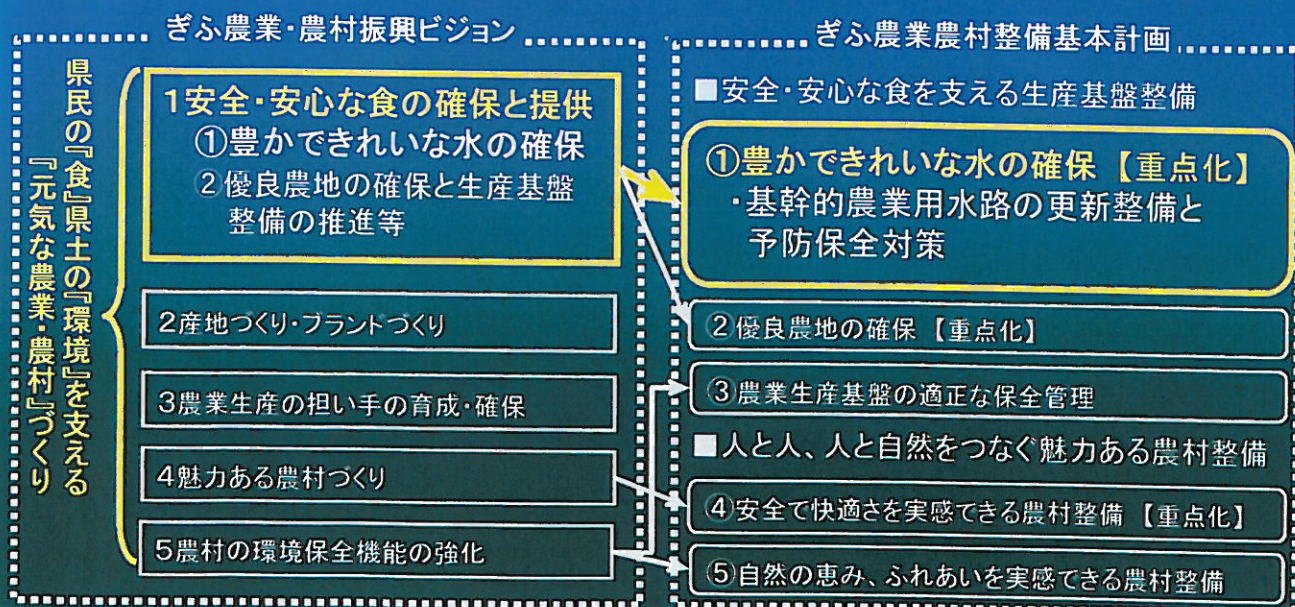 ぎふ農業・農村振興ビジョン
県民の『食』県土の『環境』を支える
『元気な農業・農村』づくり
1安全・安心な食の確保と提供
①豊かできれいな水の確保
②優良農地の確保と生産基盤
整備の推進等
2産地づくり・ブランドづくり
3農業生産の担い手の育成・確保
4魅力ある農村づくり
5農村の環境保全機能の強化
ぎふ農業農村整備基本計画
■安全・安心な食を支える生産基盤整備
①豊かできれいな水の確保【重点化】
・基幹的農業用水路の更新整備と
予防保全対策
②優良農地の確保【重点化】
③農業生産基盤の適正な保全管理
■人と人、人と自然をつなぐ魅力ある農村整備
④安全で快適さを実感できる農村整備【重点化】
⑤自然の恵み、ふれあいを実感できる農村整備